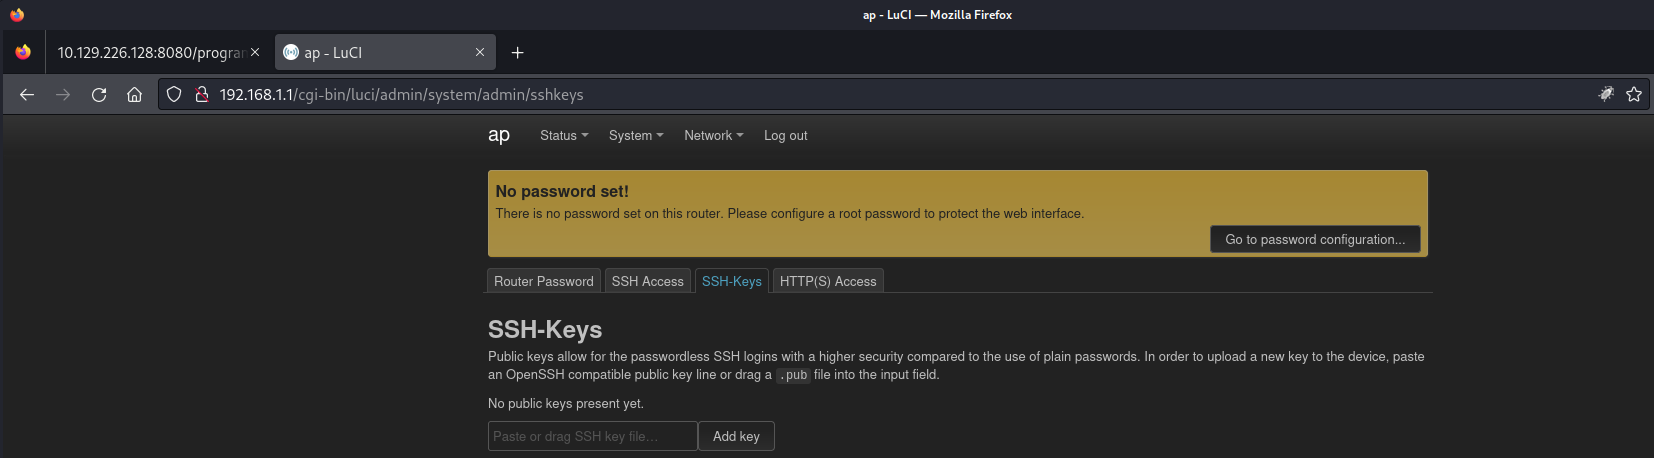 ap - LuCI — Mozilla Firefox
10.129.226.128:8080/progra
ap - LuCI
192.168.1.1/cgi-bin/luci/admin/system/admin/sshkeys
ap Status System Network Log out
No password set!
There is no password set on this router. Please configure a root password to protect the web interface.
Go to password configuration...
Router Password SSH Access SSH-Keys HTTP(S) Access
SSH-Keys
Public keys allow for the passwordless SSH logins with a higher security compared to the use of plain passwords. In order to upload a new key to the device, paste
an OpenSSH compatible public key line or drag a .pub file into the input field.
No public keys present yet.
Paste or drag SSH key file… Add key